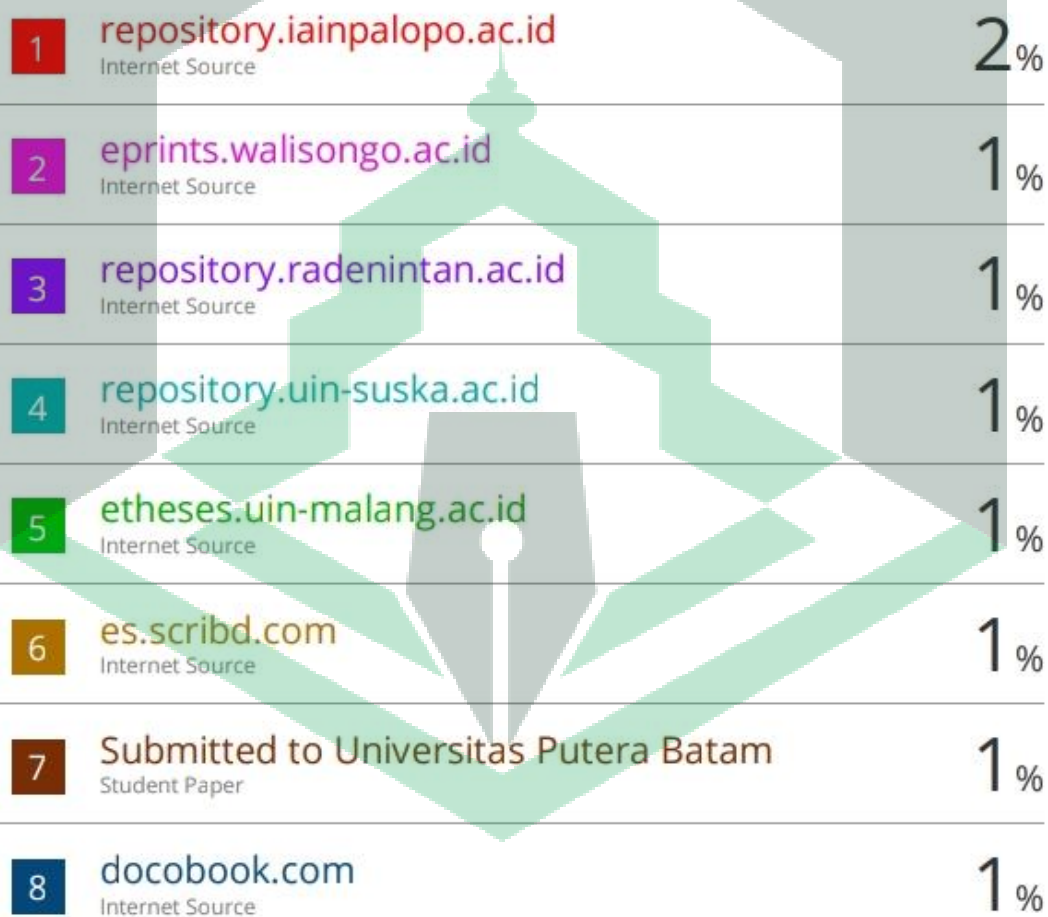 1 repository.iainpalopo.ac.id 2%
Internet Source
2 eprints.walisongo.ac.id 1%
Internet Source
3 repository.radenintan.ac.id 1%
Internet Source
4 repository.uin-suska.ac.id 1%
Internet Source
5 etheses.uin-malang.ac.id 1%
Internet Source
6 es.scribd.com 1%
Internet Source
7 Submitted to Universitas Putera Batam 1%
Student Paper
8 docobook.com 1%
Internet Source